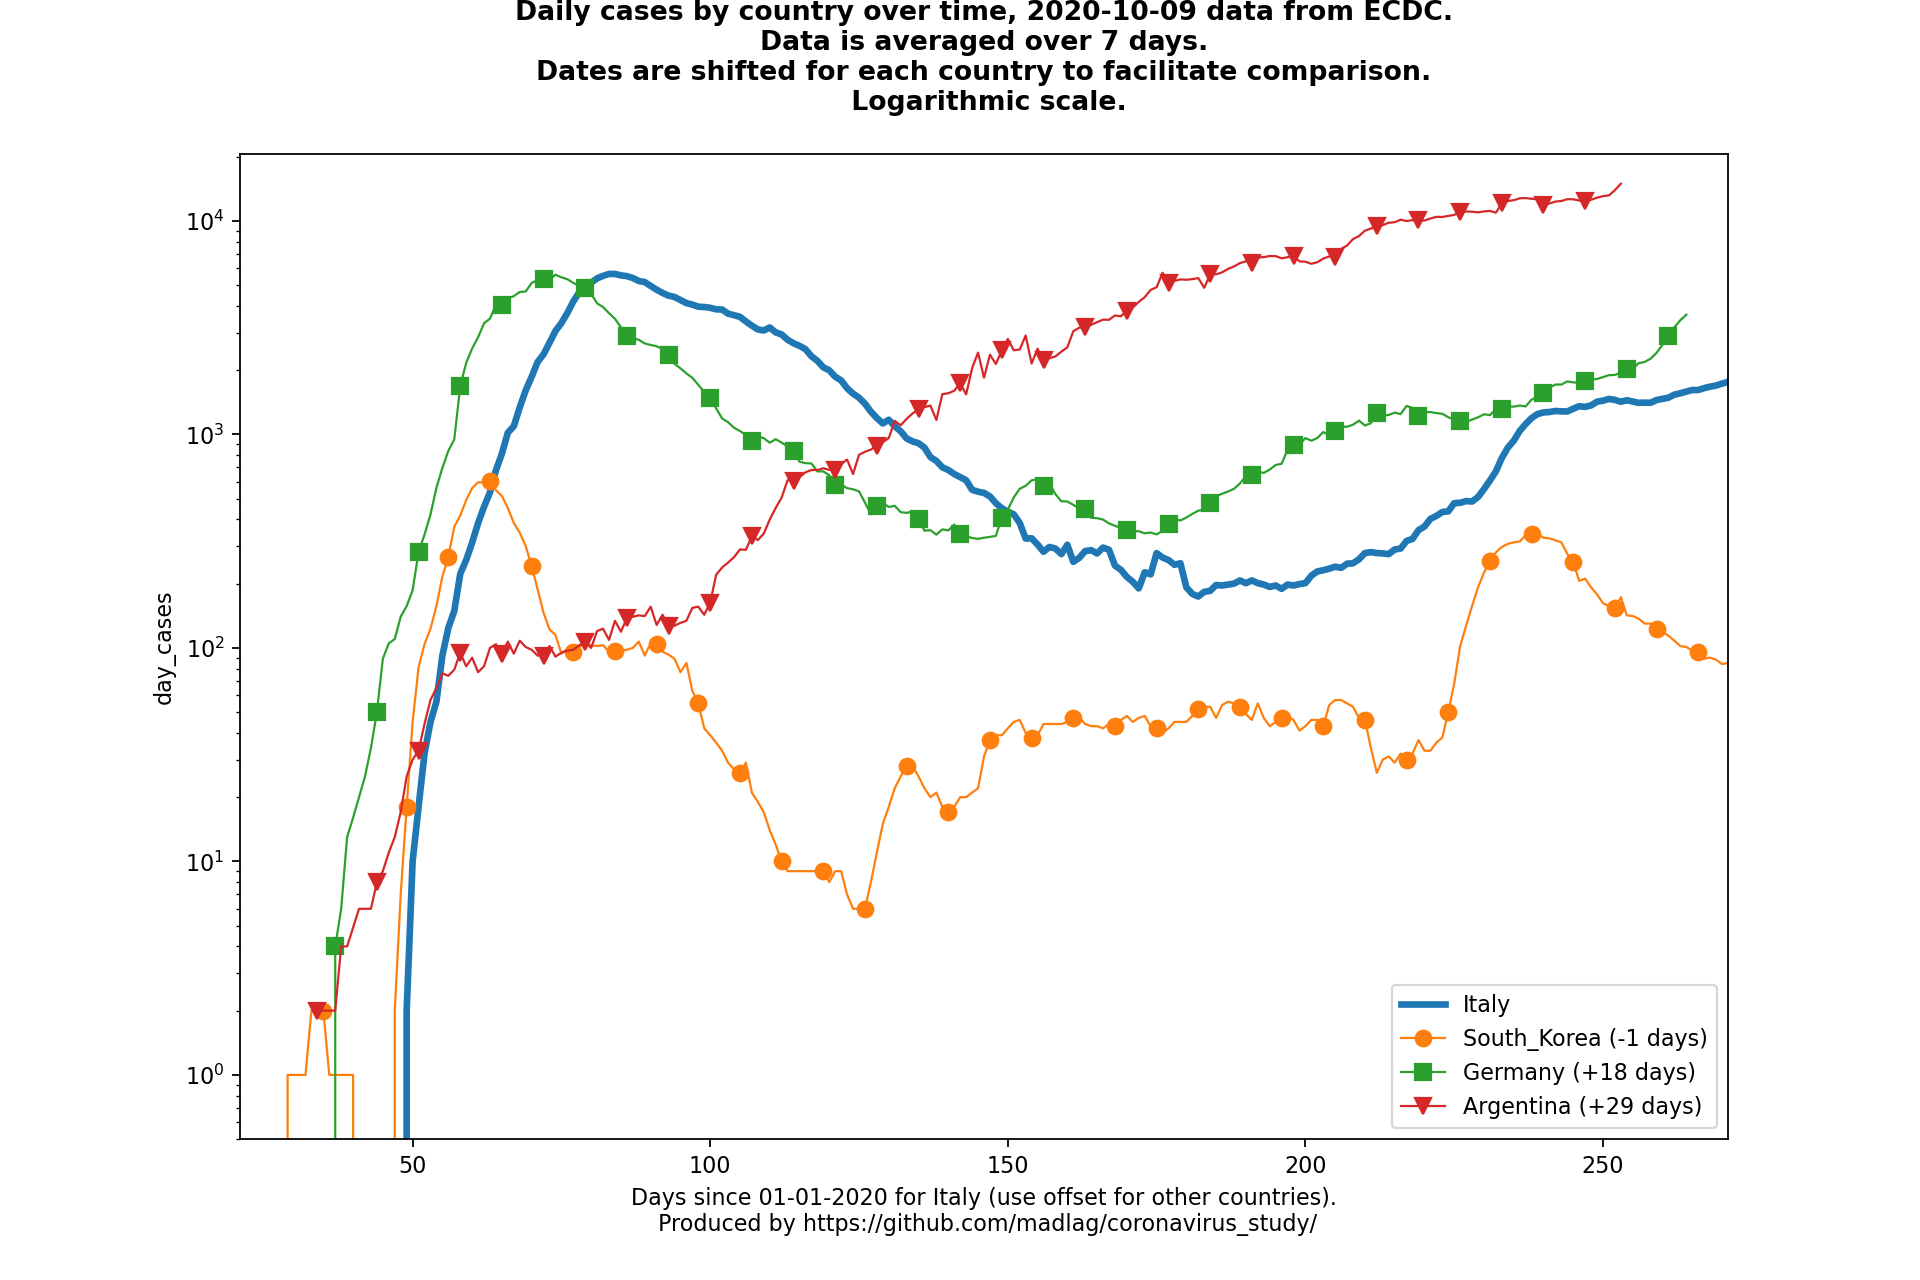 Daily cases by country over time, 2020-10-09 data from ECDC.
Data is averaged over 7 days.
Dates are shifted for each country to facilitate comparison.
Logarithmic scale.
10⁴
10³
10²
10¹
10⁰
day_cases
50 100 150 200 250
Italy
South_Korea (-1 days)
Germany (+18 days)
Argentina (+29 days)
Days since 01-01-2020 for Italy (use offset for other countries).
Produced by https://github.com/madlag/coronavirus_study/